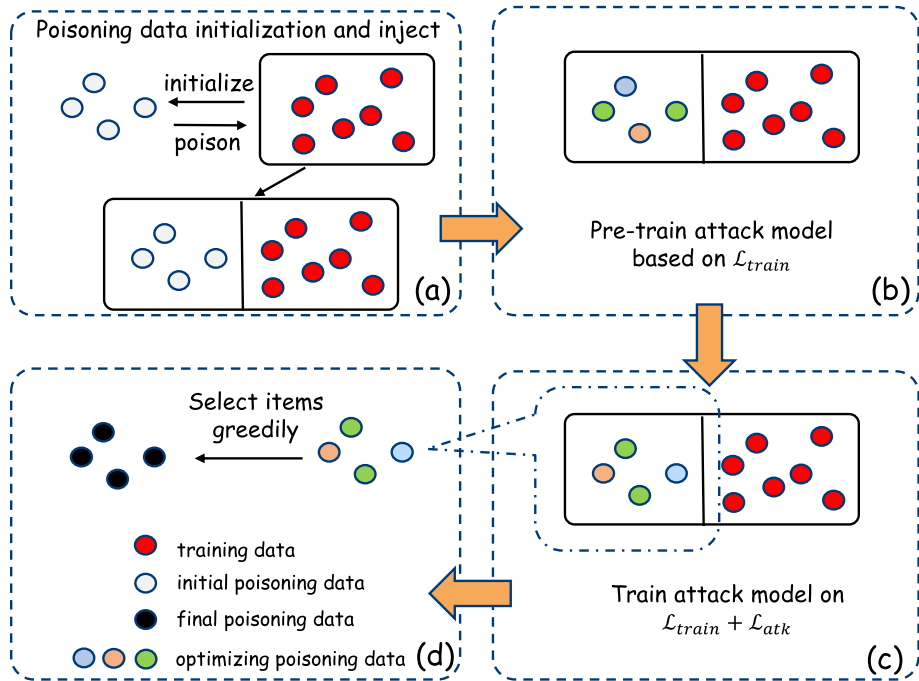 Poisoning data initialization and inject
initialize
poison
(a)
Pre-train attack model
based on ℒ_train
(b)
Train attack model on
ℒ_train + ℒ_atk
(c)
Select items
greedily
training data
initial poisoning data
final poisoning data
optimizing poisoning data
(d)